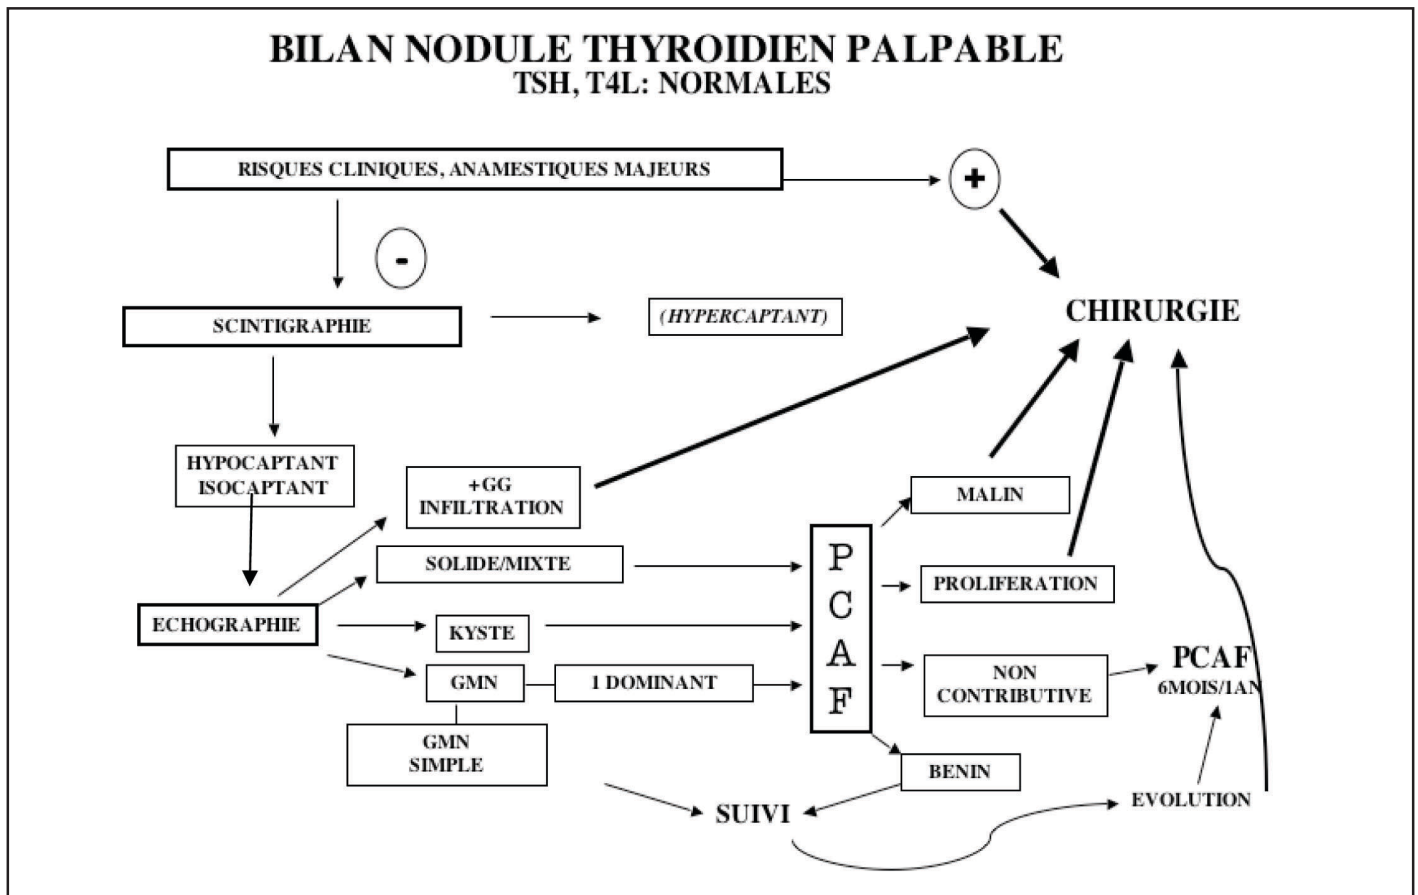 BILAN NODULE THYROIDIEN PALPABLE
TSH, T4L: NORMALES
RISQUES CLINIQUES, ANAMESTIQUES MAJEURS
+
-
SCINTIGRAPHIE
(HYPERCAPTANT)
CHIRURGIE
HYPOCAPTANT
ISOCAPTANT
+GG
INFILTRATION
MALIN
SOLIDE/MIXTE
P
C
A
F
PROLIFERATION
ECHOGRAPHIE
KYSTE
GMN
1 DOMINANT
NON
CONTRIBUTIVE
PCAF
6MOIS/1AN
GMN
SIMPLE
BENIN
SUIVI
EVOLUTION